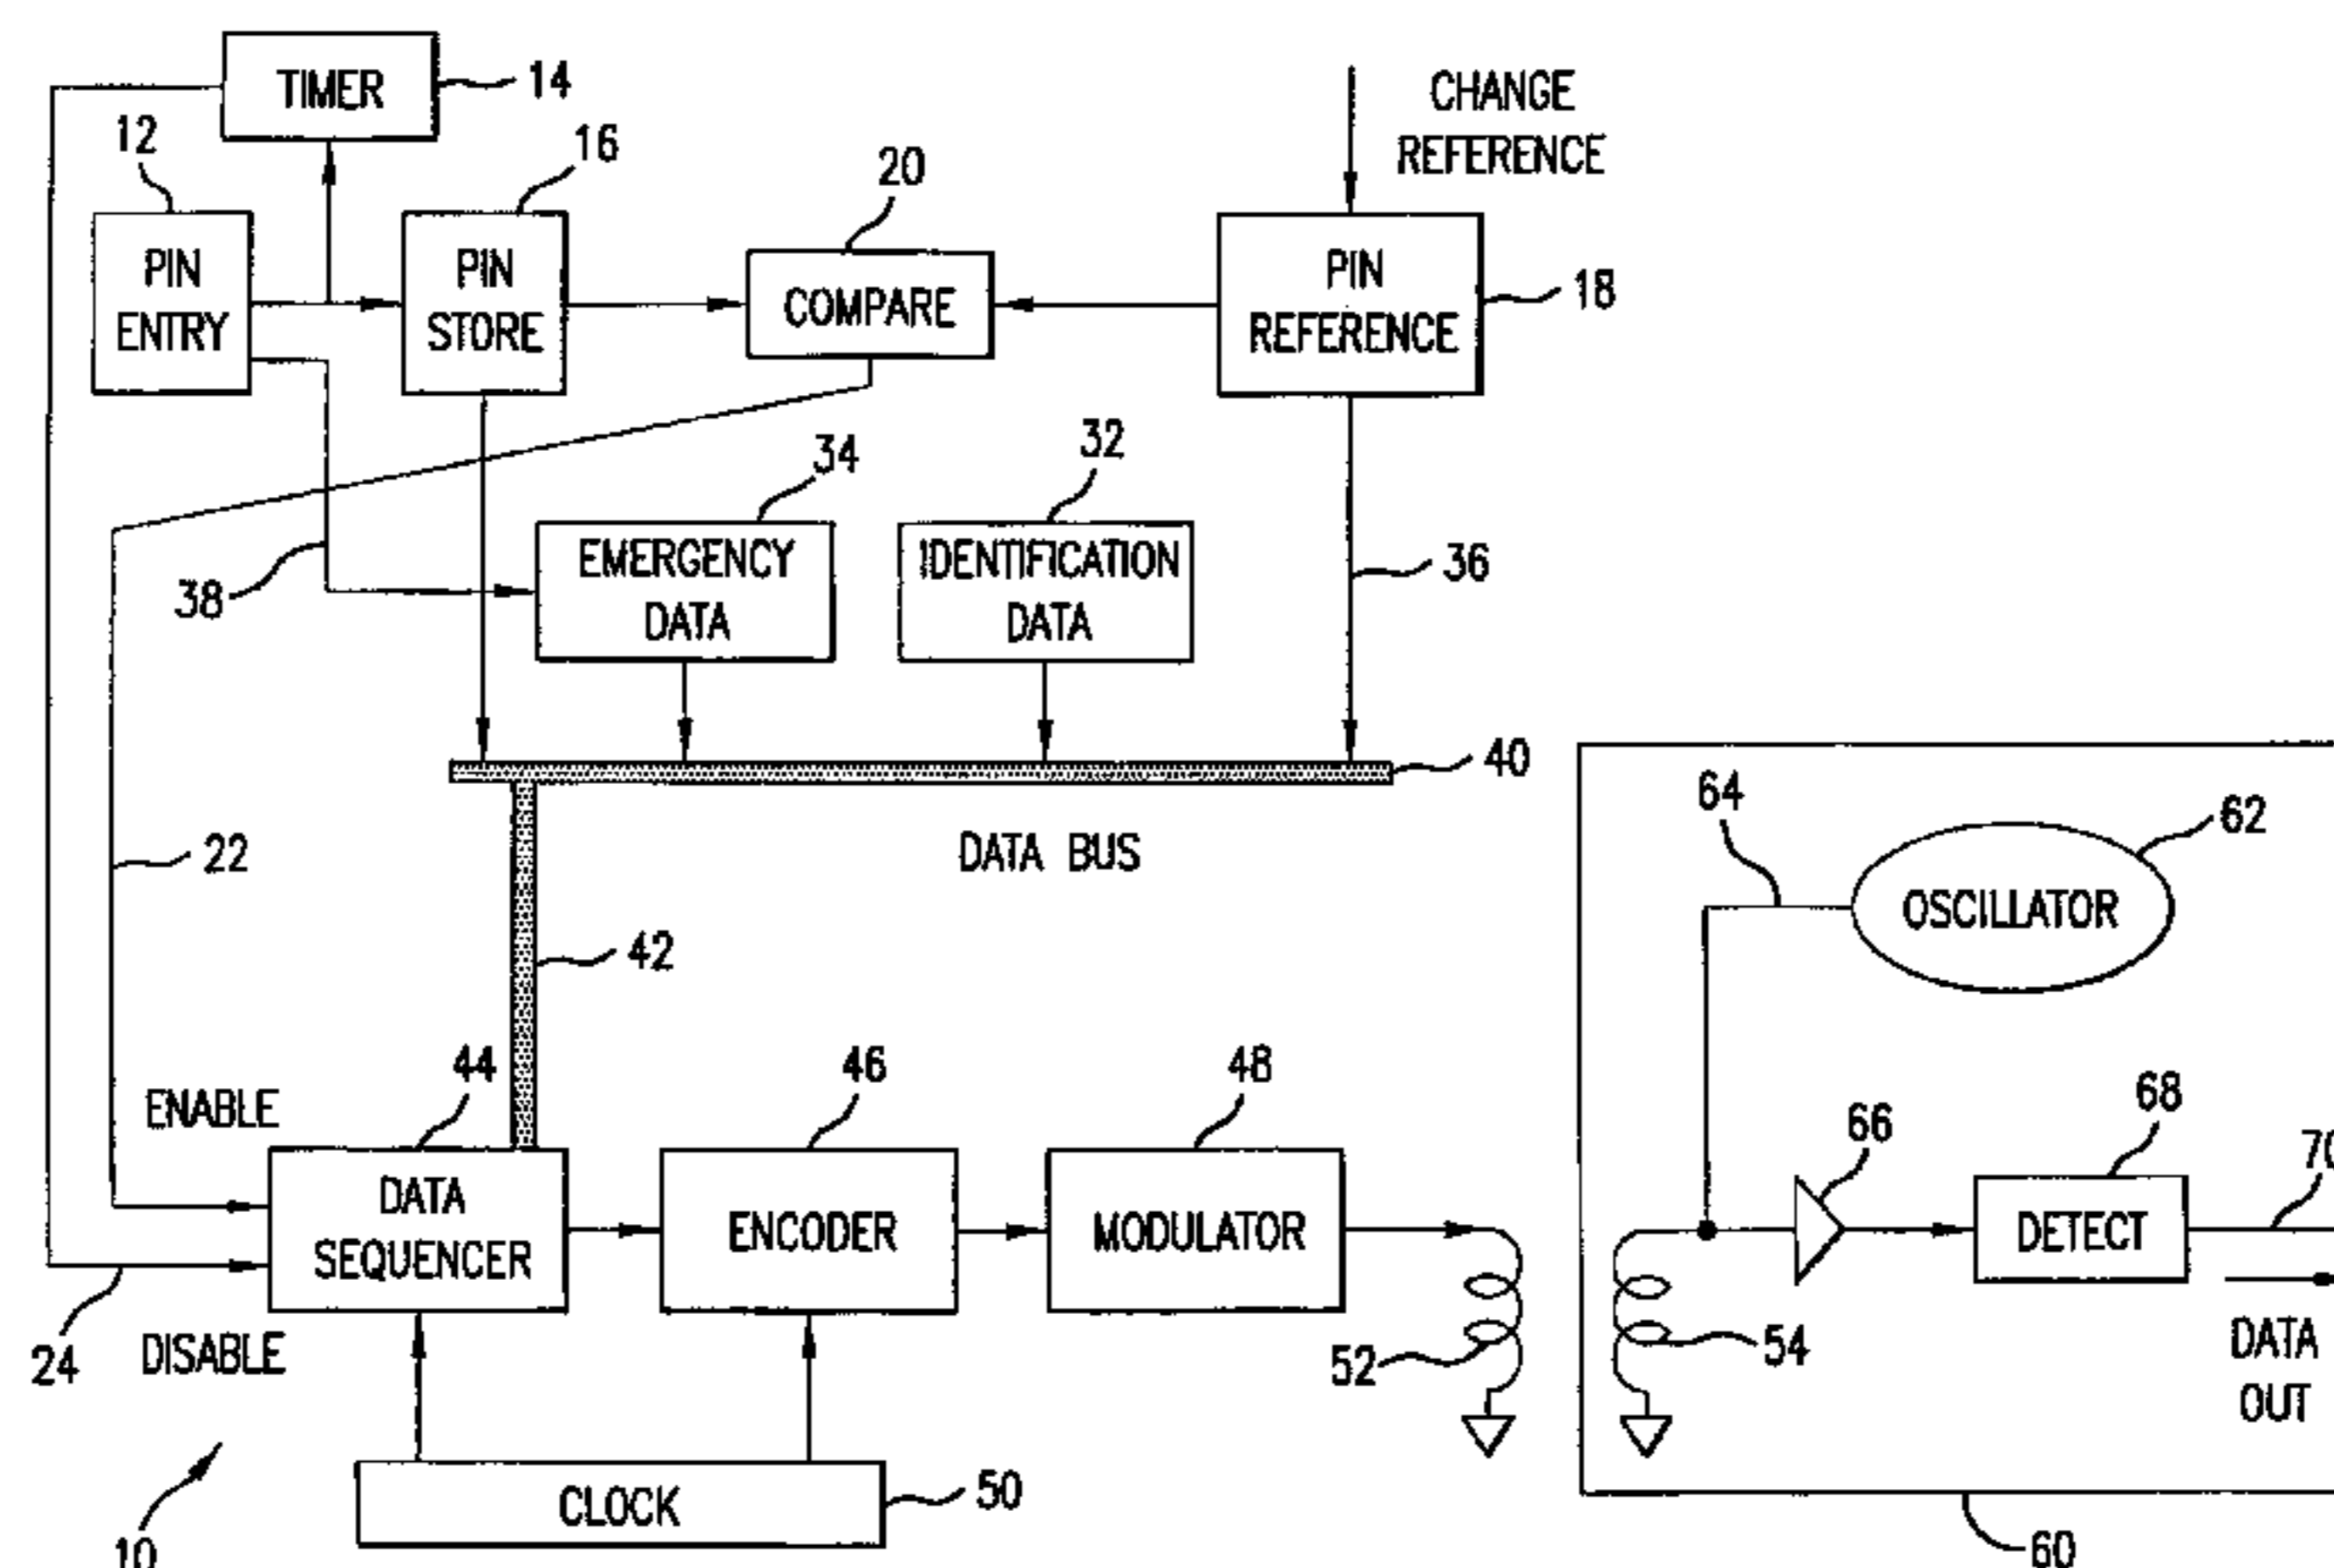 TIMER
14
12
16
20
CHANGE
REFERENCE
PIN
ENTRY
PIN
STORE
COMPARE
PIN
REFERENCE
18
34
32
38
EMERGENCY
DATA
IDENTIFICATION
DATA
36
40
22
DATA BUS
64
62
OSCILLATOR
42
ENABLE
44
46
48
66
68
70
DATA
SEQUENCER
ENCODER
MODULATOR
DETECT
24
DISABLE
52
54
DATA
OUT
CLOCK
50
10
60